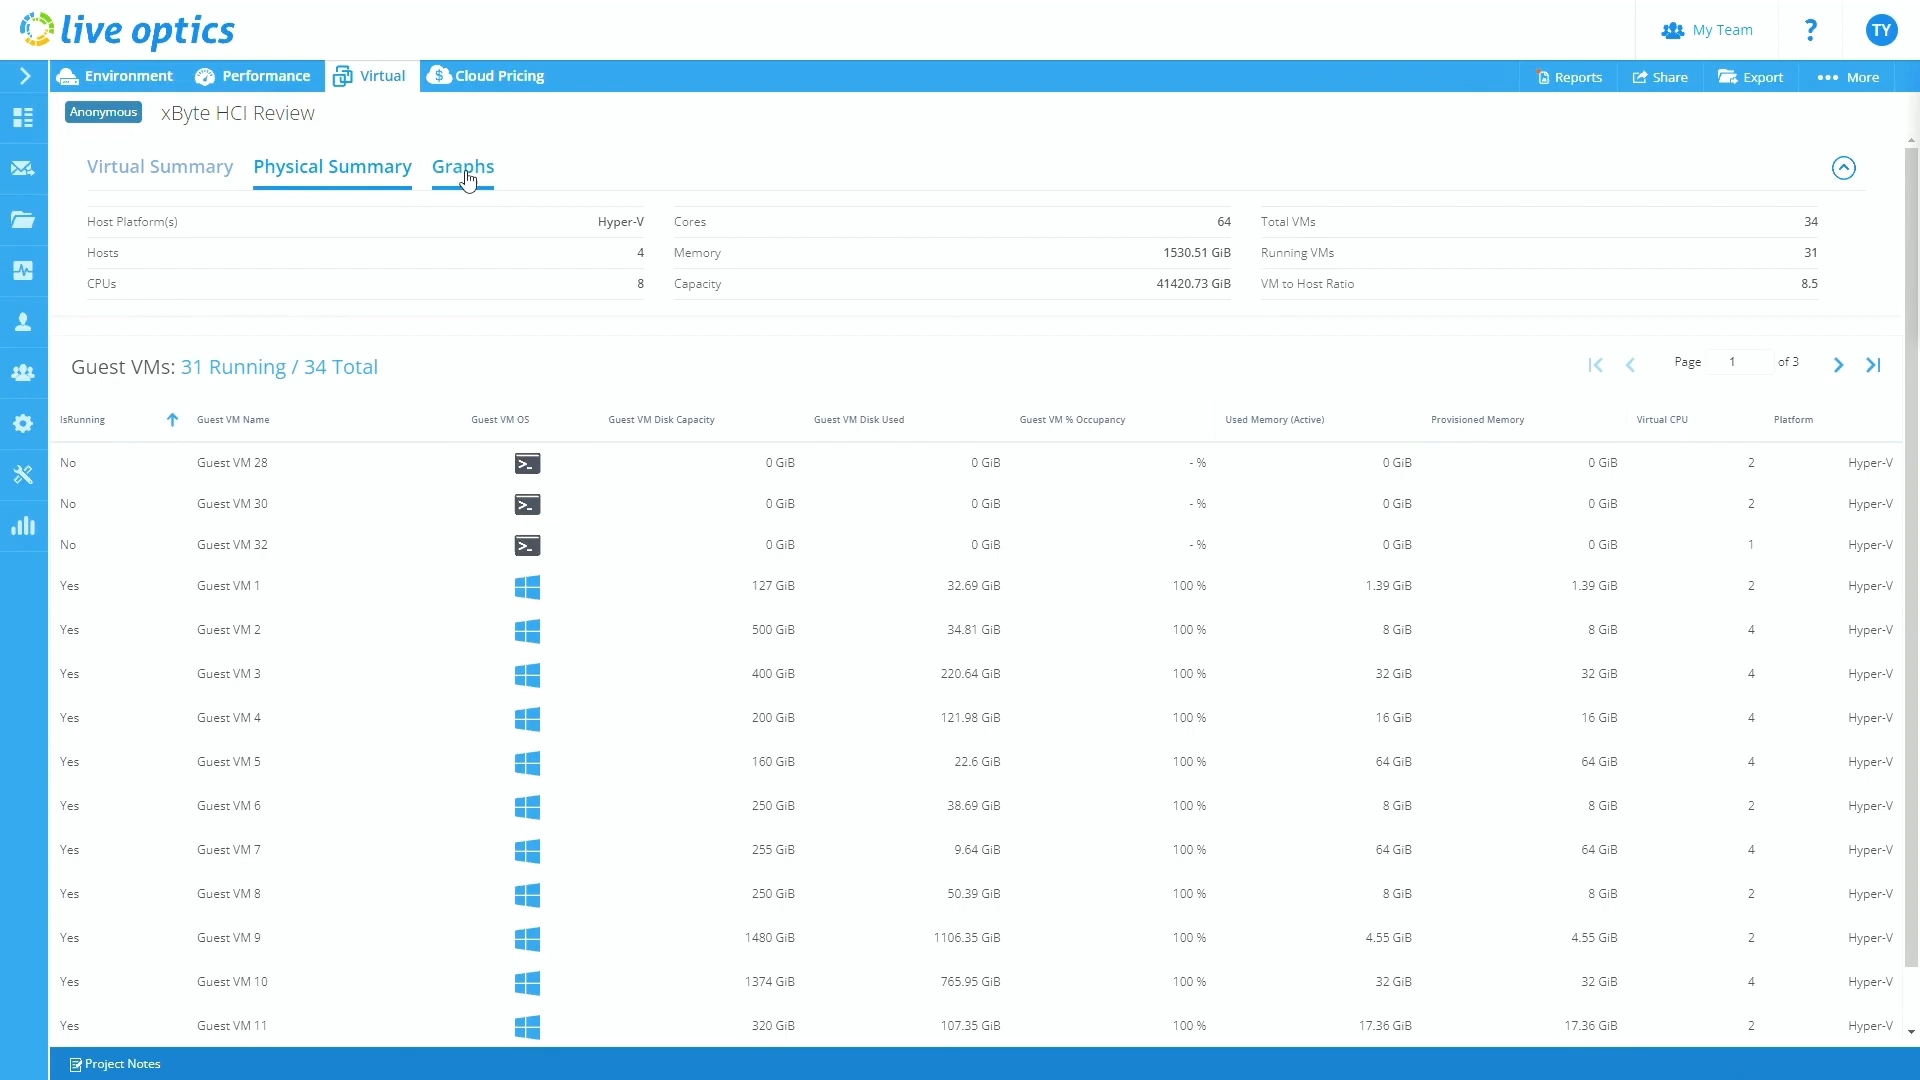 live optics
My Team
?
TY
Environment Performance Virtual $ Cloud Pricing
Reports Share Export More
Anonymous xByte HCI Review
Virtual Summary Physical Summary Graphs
Host Platform(s) Hyper-V Cores 64 Total VMs 34
Hosts 4 Memory 1530.51 GiB Running VMs 31
CPUs 8 Capacity 41420.73 GiB VM to Host Ratio 8.5
Guest VMs: 31 Running / 34 Total
Page 1 of 3
IsRunning Guest VM Name Guest VM OS Guest VM Disk Capacity Guest VM Disk Used Guest VM % Occupancy Used Memory (Active) Provisioned Memory Virtual CPU Platform
No Guest VM 28 >_ 0 GiB 0 GiB - % 0 GiB 0 GiB 2 Hyper-V
No Guest VM 30 >_ 0 GiB 0 GiB - % 0 GiB 0 GiB 2 Hyper-V
No Guest VM 32 >_ 0 GiB 0 GiB - % 0 GiB 0 GiB 1 Hyper-V
Yes Guest VM 1 127 GiB 32.69 GiB 100 % 1.39 GiB 1.39 GiB 2 Hyper-V
Yes Guest VM 2 500 GiB 34.81 GiB 100 % 8 GiB 8 GiB 4 Hyper-V
Yes Guest VM 3 400 GiB 220.64 GiB 100 % 32 GiB 32 GiB 4 Hyper-V
Yes Guest VM 4 200 GiB 121.98 GiB 100 % 16 GiB 16 GiB 4 Hyper-V
Yes Guest VM 5 160 GiB 22.6 GiB 100 % 64 GiB 64 GiB 4 Hyper-V
Yes Guest VM 6 250 GiB 38.69 GiB 100 % 8 GiB 8 GiB 2 Hyper-V
Yes Guest VM 7 255 GiB 9.64 GiB 100 % 64 GiB 64 GiB 4 Hyper-V
Yes Guest VM 8 250 GiB 50.39 GiB 100 % 8 GiB 8 GiB 2 Hyper-V
Yes Guest VM 9 1480 GiB 1106.35 GiB 100 % 4.55 GiB 4.55 GiB 2 Hyper-V
Yes Guest VM 10 1374 GiB 765.95 GiB 100 % 32 GiB 32 GiB 4 Hyper-V
Yes Guest VM 11 320 GiB 107.35 GiB 100 % 17.36 GiB 17.36 GiB 2 Hyper-V
Project Notes